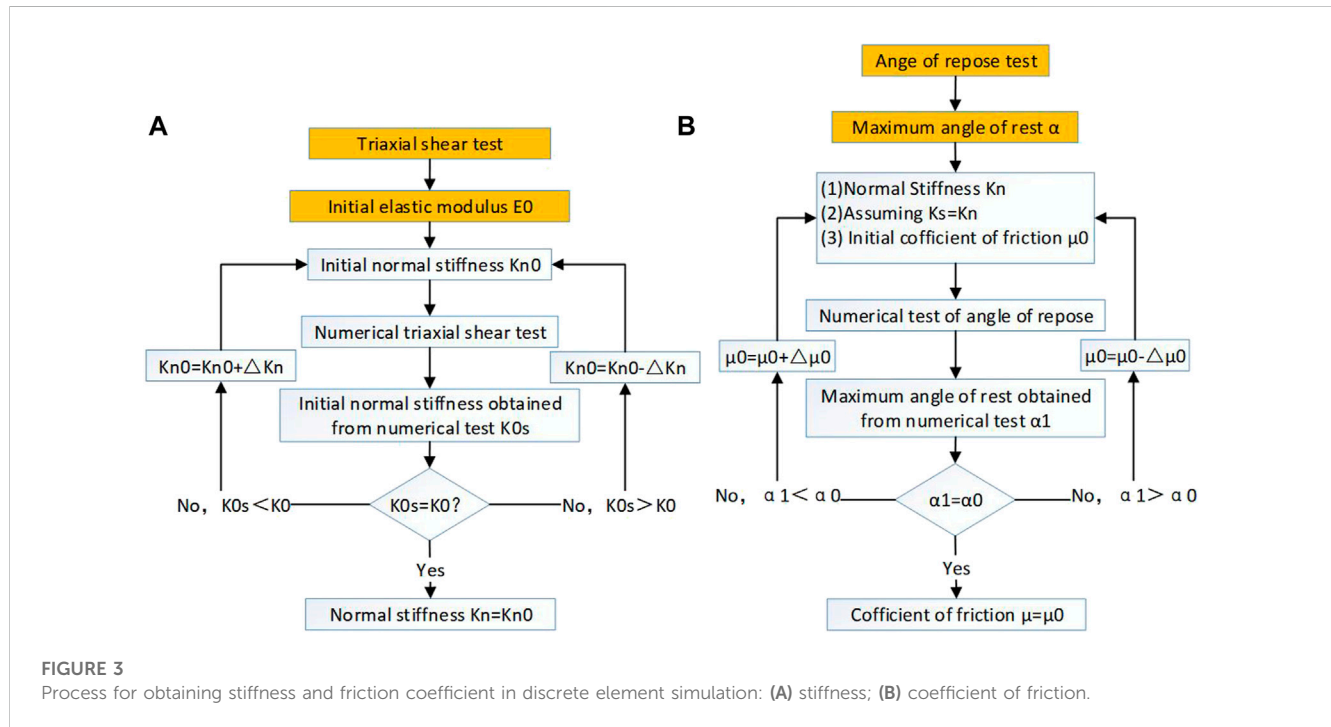 A
Triaxial shear test
Initial elastic modulus E0
Initial normal stiffness Kn0
Numerical triaxial shear test
Kn0=Kn0+△Kn
Kn0=Kn0-△Kn
Initial normal stiffness obtained
from numerical test K0s
No, K0s<K0
K0s=K0?
No, K0s>K0
Yes
Normal stiffness Kn=Kn0
B
Ange of repose test
Maximum angle of rest α
(1)Normal Stiffness Kn
(2)Assuming Ks=Kn
(3) Initial cofficient of friction μ0
Numerical test of angle of repose
μ0=μ0+△μ0
μ0=μ0-△μ0
Maximum angle of rest obtained
from numerical test α1
No, α1<α0
α1=α0
No, α1>α0
Yes
Cofficient of friction μ=μ0
FIGURE 3
Process for obtaining stiffness and friction coefficient in discrete element simulation: (A) stiffness; (B) coefficient of friction.